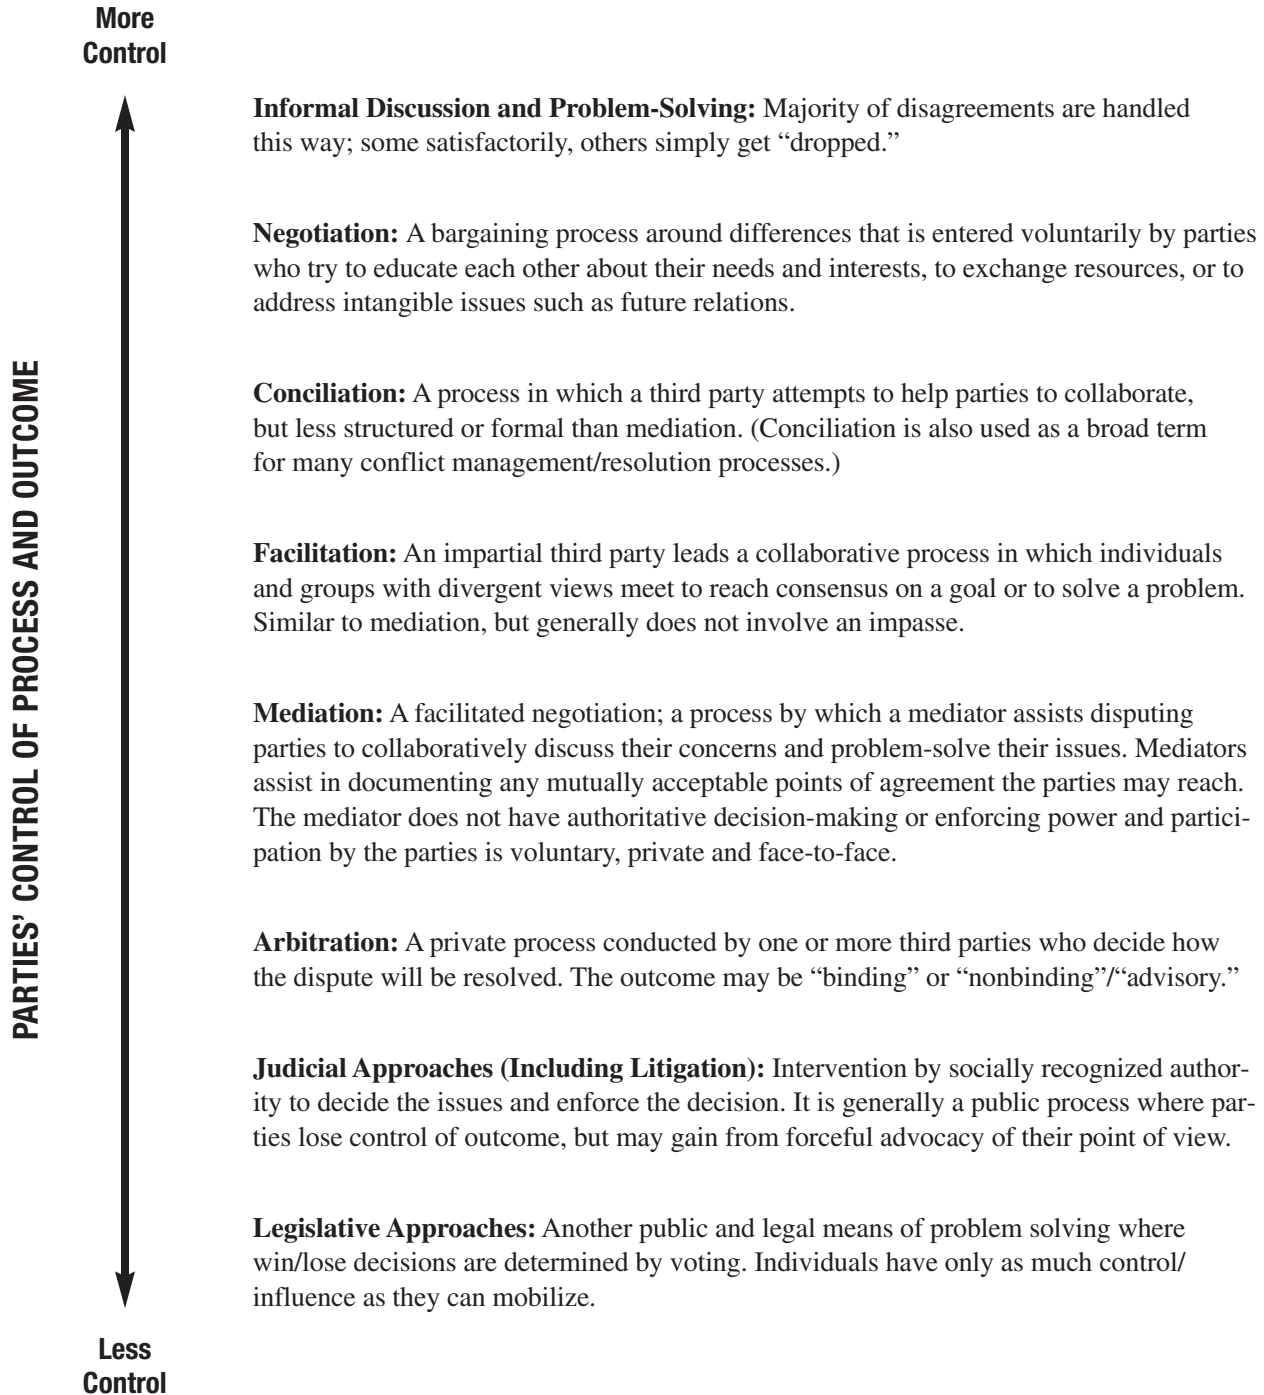 More
Control
Informal Discussion and Problem-Solving: Majority of disagreements are handled
this way; some satisfactorily, others simply get “dropped.”
Negotiation: A bargaining process around differences that is entered voluntarily by parties
who try to educate each other about their needs and interests, to exchange resources, or to
address intangible issues such as future relations.
Conciliation: A process in which a third party attempts to help parties to collaborate,
but less structured or formal than mediation. (Conciliation is also used as a broad term
for many conflict management/resolution processes.)
Facilitation: An impartial third party leads a collaborative process in which individuals
and groups with divergent views meet to reach consensus on a goal or to solve a problem.
Similar to mediation, but generally does not involve an impasse.
Mediation: A facilitated negotiation; a process by which a mediator assists disputing
parties to collaboratively discuss their concerns and problem-solve their issues. Mediators
assist in documenting any mutually acceptable points of agreement the parties may reach.
The mediator does not have authoritative decision-making or enforcing power and partici-
pation by the parties is voluntary, private and face-to-face.
Arbitration: A private process conducted by one or more third parties who decide how
the dispute will be resolved. The outcome may be “binding” or “nonbinding”/“advisory.”
Judicial Approaches (Including Litigation): Intervention by socially recognized author-
ity to decide the issues and enforce the decision. It is generally a public process where par-
ties lose control of outcome, but may gain from forceful advocacy of their point of view.
Legislative Approaches: Another public and legal means of problem solving where
win/lose decisions are determined by voting. Individuals have only as much control/
influence as they can mobilize.
Less
Control
PARTIES’ CONTROL OF PROCESS AND OUTCOME